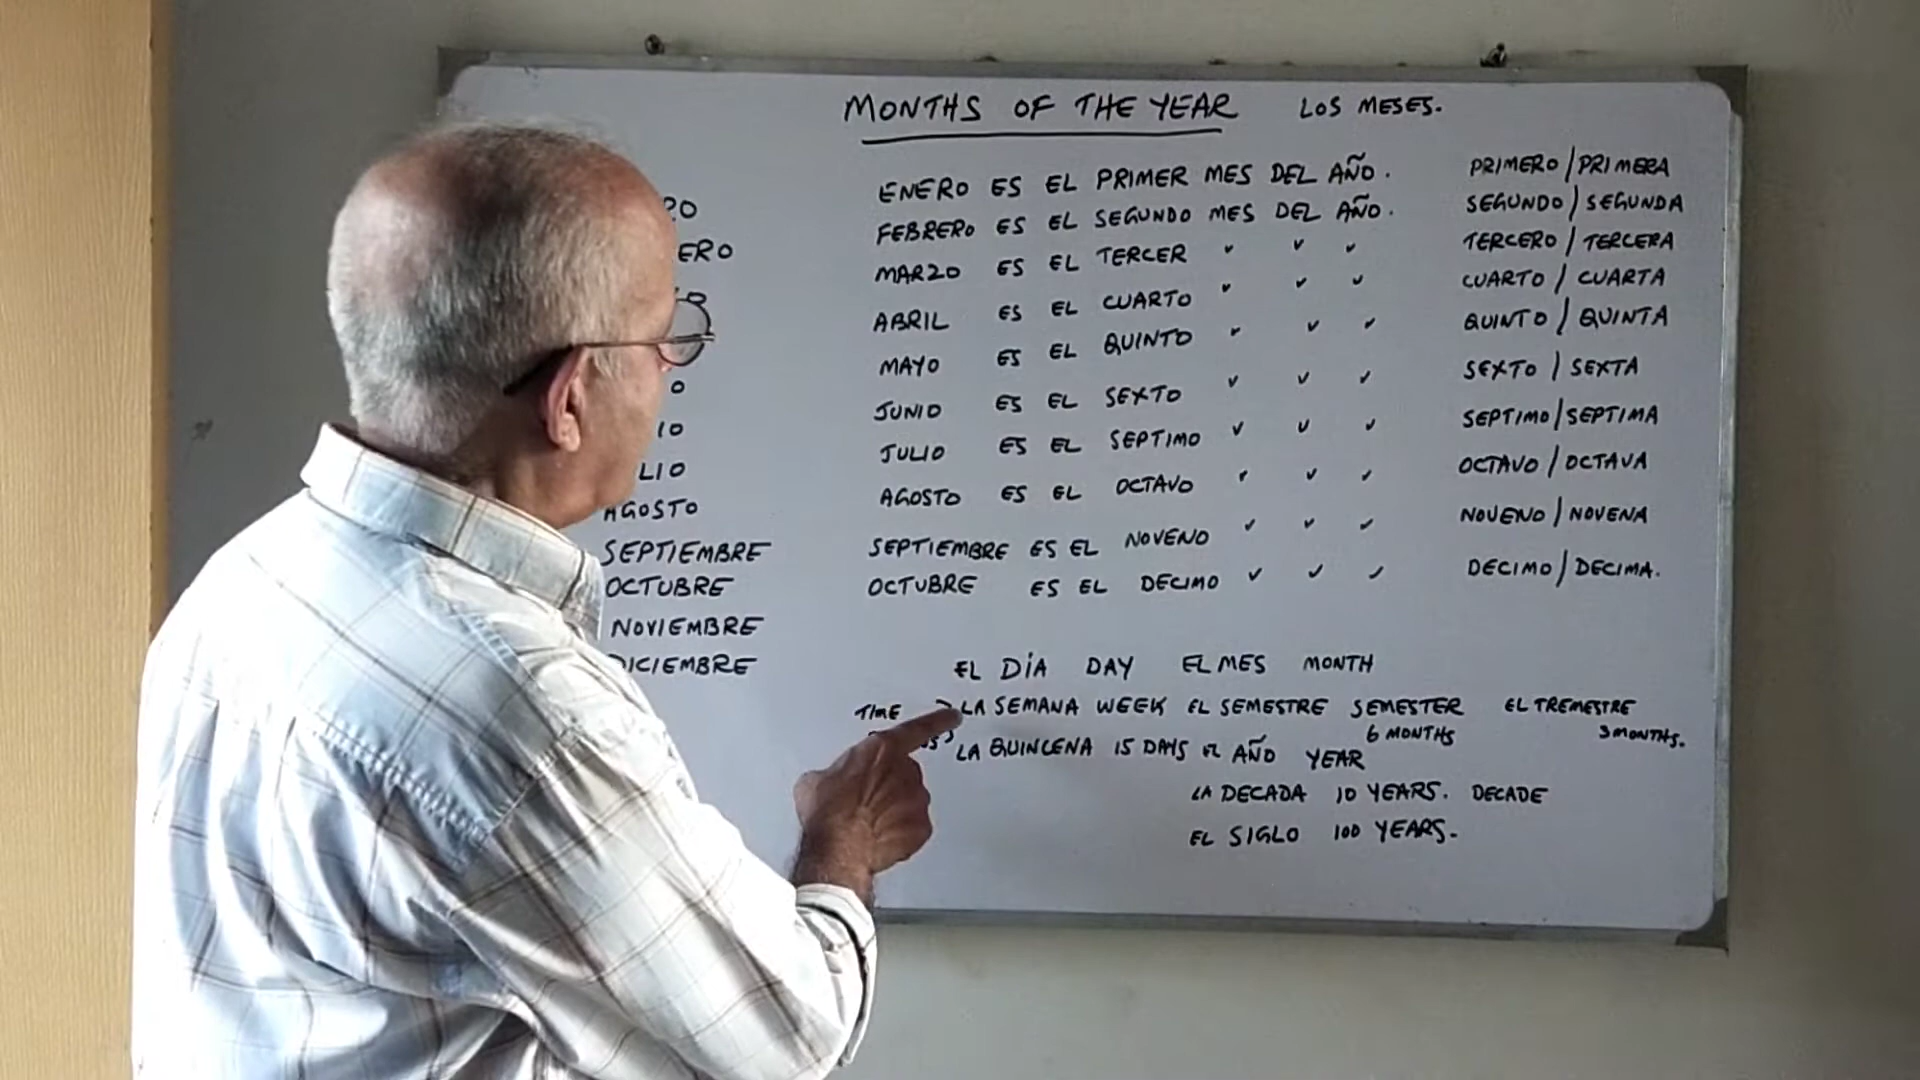 MONTHS OF THE YEAR LOS MESES.
AGOSTO
SEPTIEMBRE
OCTUBRE
NOVIEMBRE
DICIEMBRE
ENERO ES EL PRIMER MES DEL AÑO.
FEBRERO ES EL SEGUNDO MES DEL AÑO.
MARZO ES EL TERCER
ABRIL ES EL CUARTO
MAYO ES EL QUINTO
JUNIO ES EL SEXTO
JULIO ES EL SEPTIMO
AGOSTO ES EL OCTAVO
SEPTIEMBRE ES EL NOVENO
OCTUBRE ES EL DECIMO
PRIMERO / PRIMERA
SEGUNDO / SEGUNDA
TERCERO / TERCERA
CUARTO / CUARTA
QUINTO / QUINTA
SEXTO / SEXTA
SEPTIMO / SEPTIMA
OCTAVO / OCTAVA
NOVENO / NOVENA
DECIMO / DECIMA.
EL DÍA DAY EL MES MONTH
TIME LA SEMANA WEEK EL SEMESTRE SEMESTER EL TREMESTRE
6 MONTHS 3 MONTHS.
LA QUINCENA 15 DAYS EL AÑO YEAR
LA DECADA 10 YEARS. DECADE
EL SIGLO 100 YEARS.